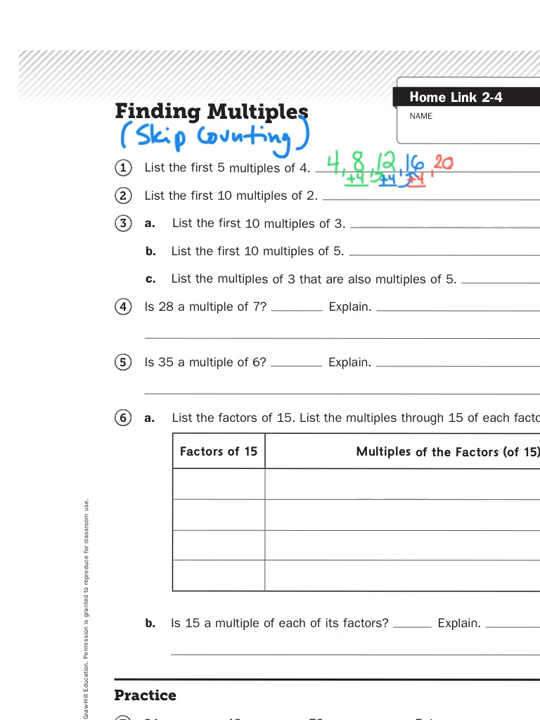 Home Link 2-4
NAME
Finding Multiples
(Skip Counting)
1 List the first 5 multiples of 4. 4, 8, 12, 16, 20
+4 +4 +4
2 List the first 10 multiples of 2.
3 a. List the first 10 multiples of 3.
b. List the first 10 multiples of 5.
c. List the multiples of 3 that are also multiples of 5.
4 Is 28 a multiple of 7? Explain.
5 Is 35 a multiple of 6? Explain.
6 a. List the factors of 15. List the multiples through 15 of each facto
Factors of 15 Multiples of the Factors (of 15)
b. Is 15 a multiple of each of its factors? Explain.
Graw-Hill Education. Permission is granted to reproduce for classroom use.
Practice